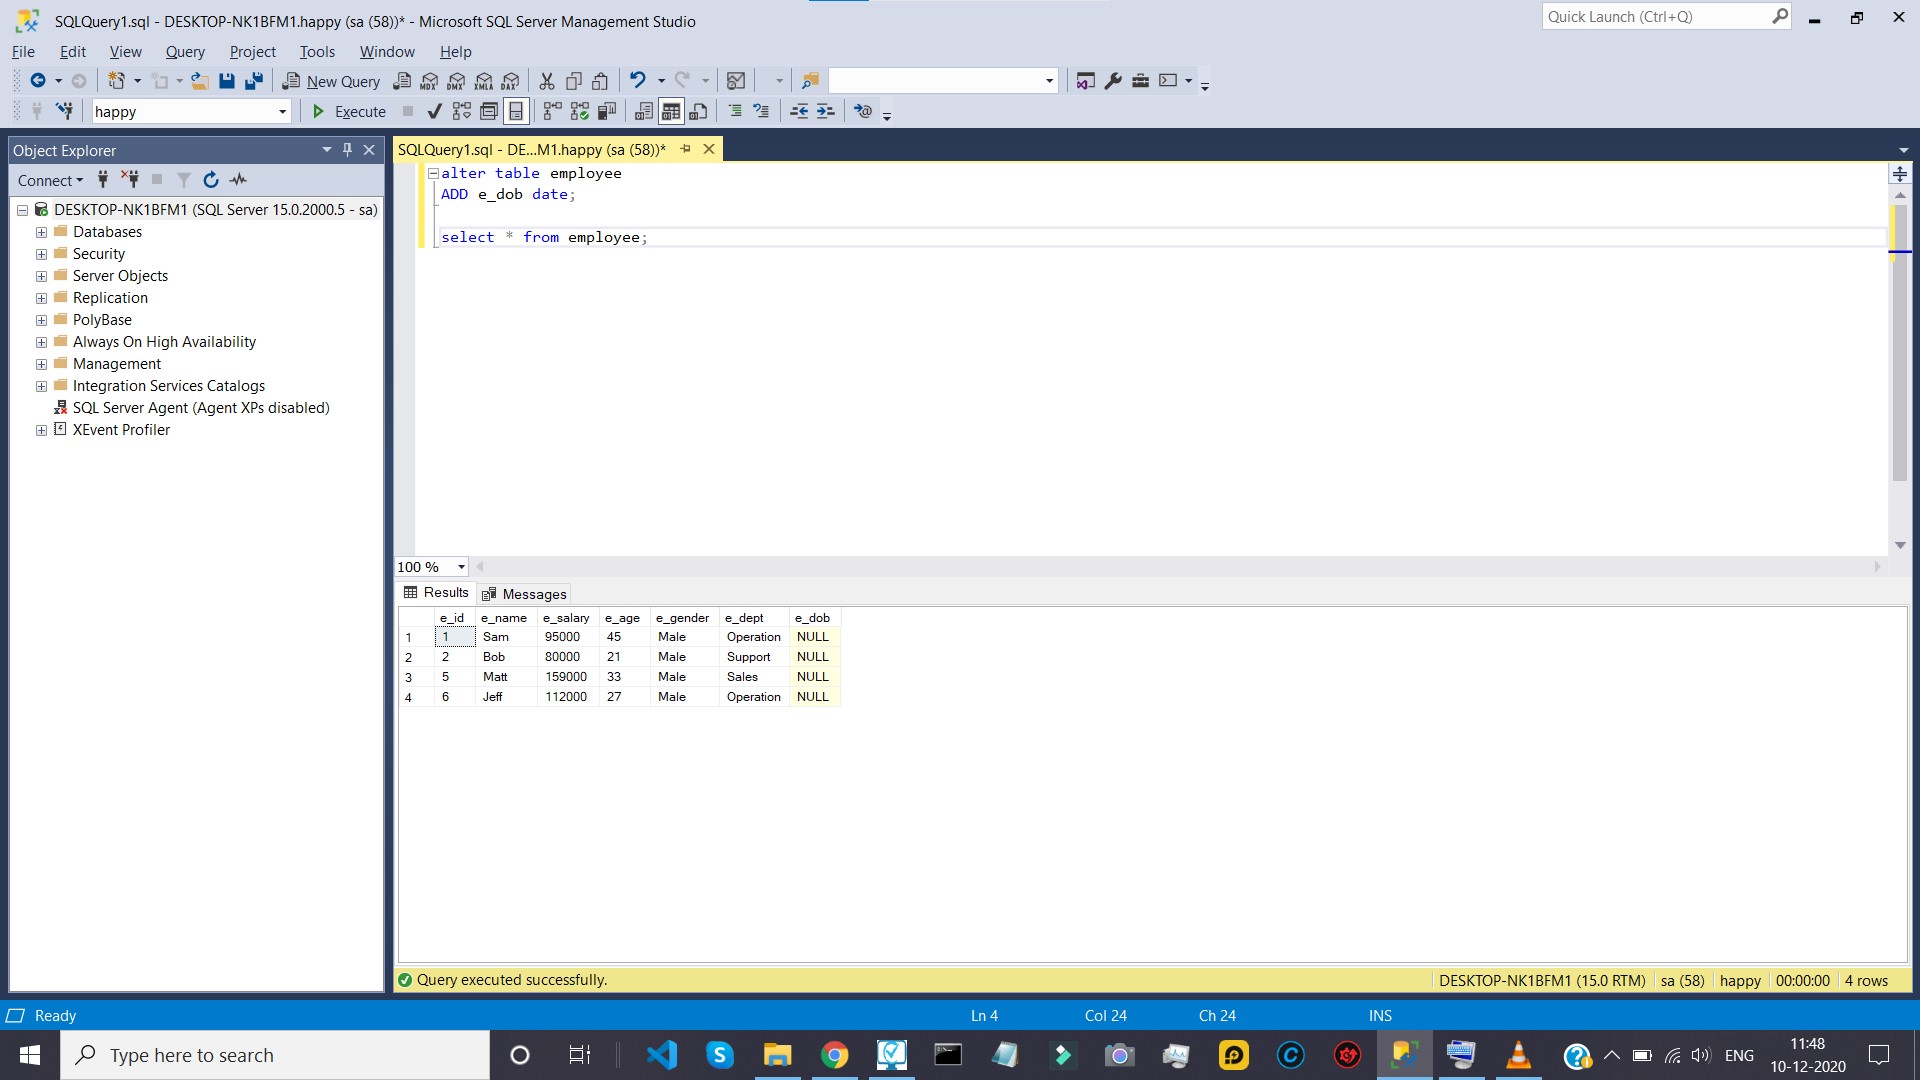 SQLQuery1.sql - DESKTOP-NK1BFM1.happy (sa (58))* - Microsoft SQL Server Management Studio
Quick Launch (Ctrl+Q)
File Edit View Query Project Tools Window Help
New Query MDX DMX XMLA DAX
happy Execute
Object Explorer
Connect
DESKTOP-NK1BFM1 (SQL Server 15.0.2000.5 - sa)
Databases
Security
Server Objects
Replication
PolyBase
Always On High Availability
Management
Integration Services Catalogs
SQL Server Agent (Agent XPs disabled)
XEvent Profiler
SQLQuery1.sql - DE...M1.happy (sa (58))*
alter table employee
ADD e_dob date;
select * from employee;
100 %
Results Messages
e_id e_name e_salary e_age e_gender e_dept e_dob
1 1 Sam 95000 45 Male Operation NULL
2 2 Bob 80000 21 Male Support NULL
3 5 Matt 159000 33 Male Sales NULL
4 6 Jeff 112000 27 Male Operation NULL
Query executed successfully.
DESKTOP-NK1BFM1 (15.0 RTM) sa (58) happy 00:00:00 4 rows
Ready Ln 4 Col 24 Ch 24 INS
Type here to search
ENG
11:48
10-12-2020